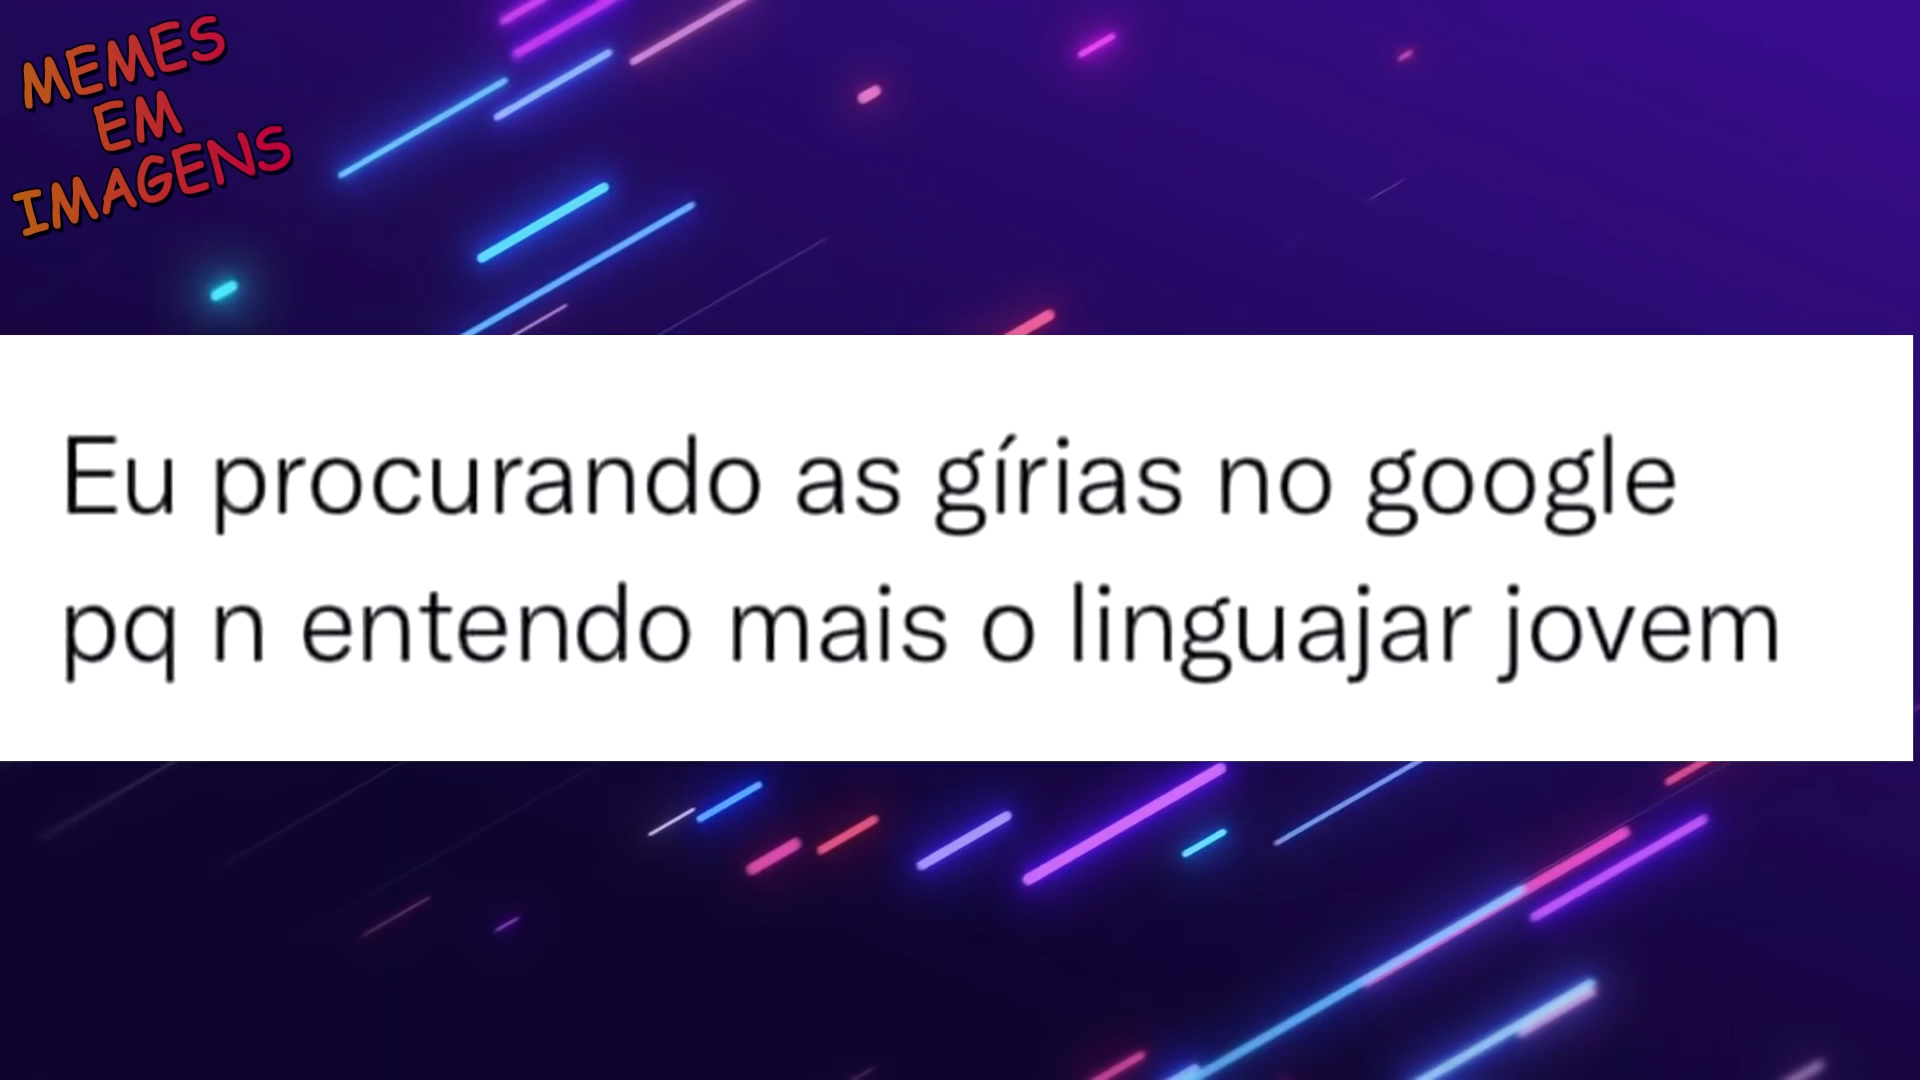 MEMES
EM
IMAGENS
Eu procurando as gírias no google
pq n entendo mais o linguajar jovem